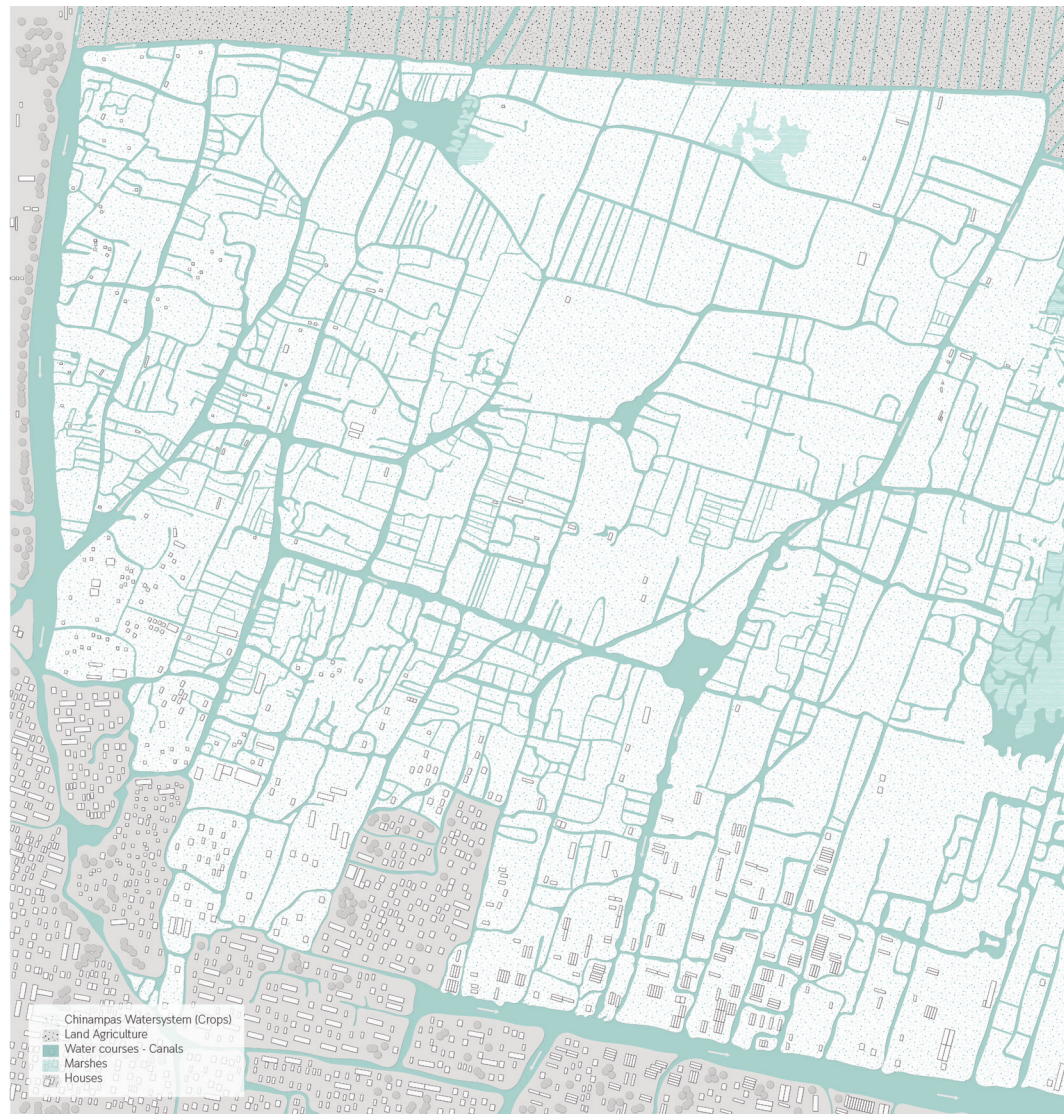 Chinampas Watersystem (Crops)
Land Agriculture
Water courses - Canals
Marshes
Houses